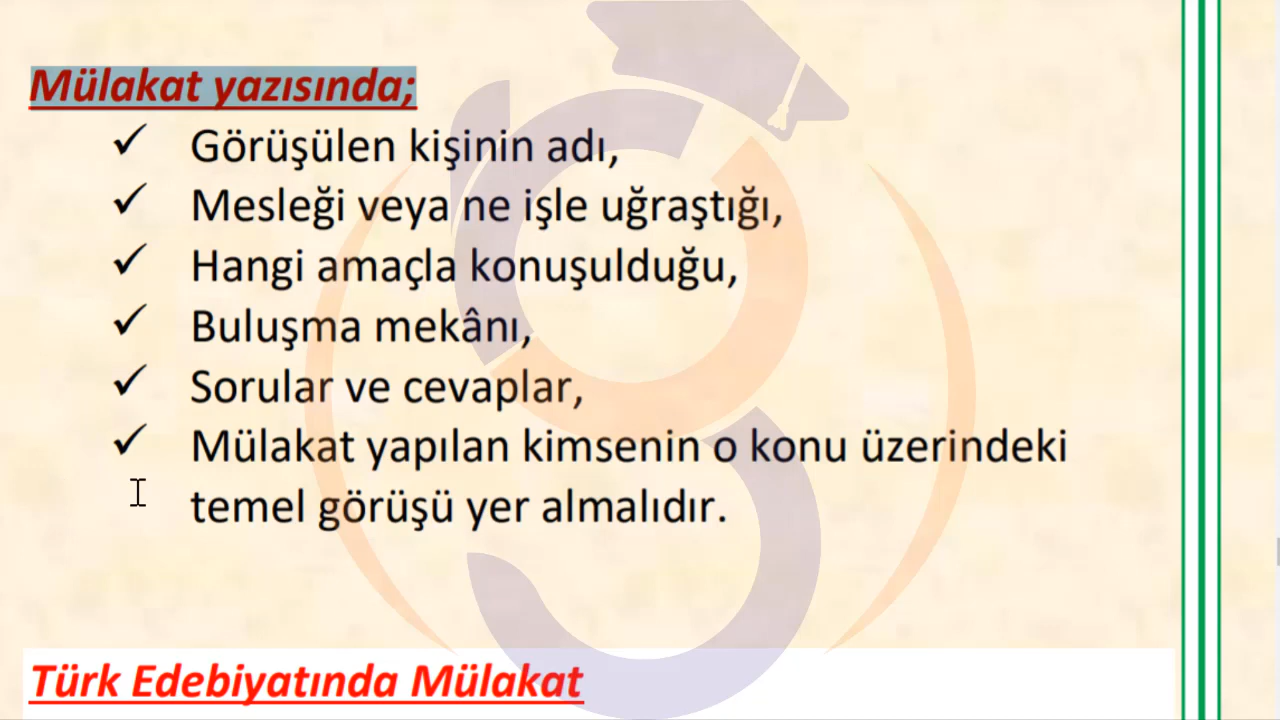 Mülakat yazısında;
✓ Görüşülen kişinin adı,
✓ Mesleği veya ne işle uğraştığı,
✓ Hangi amaçla konuşulduğu,
✓ Buluşma mekânı,
✓ Sorular ve cevaplar,
✓ Mülakat yapılan kimsenin o konu üzerindeki
temel görüşü yer almalıdır.
Türk Edebiyatında Mülakat